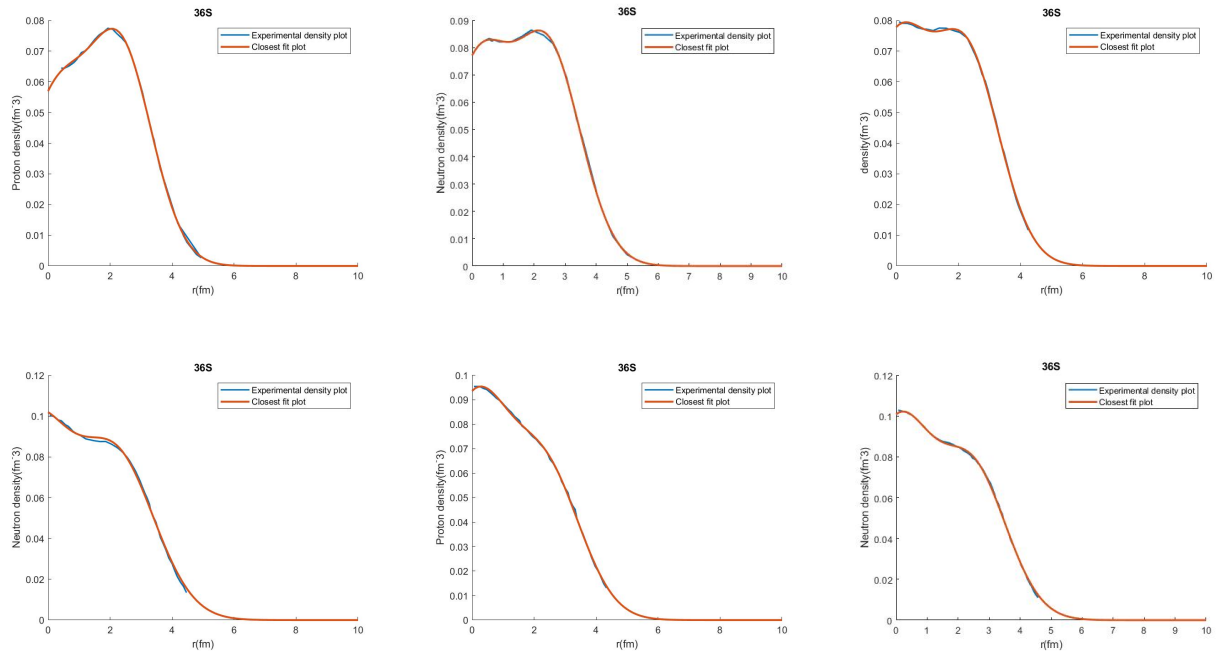 36S
Experimental density plot
Closest fit plot
Proton density(fm^-3)
0.08
0.07
0.06
0.05
0.04
0.03
0.02
0.01
0
0 2 4 6 8 10
r(fm)
36S
Experimental density plot
Closest fit plot
Neutron density(fm^-3)
0.09
0.08
0.07
0.06
0.05
0.04
0.03
0.02
0.01
0
0 1 2 3 4 5 6 7 8 9 10
r(fm)
36S
Experimental density plot
Closest fit plot
density(fm^-3)
0.08
0.07
0.06
0.05
0.04
0.03
0.02
0.01
0
0 2 4 6 8 10
r(fm)
36S
Experimental density plot
Closest fit plot
Neutron density(fm^-3)
0.12
0.1
0.08
0.06
0.04
0.02
0
0 2 4 6 8 10
r(fm)
36S
Experimental density plot
Closest fit plot
Proton density(fm^-3)
0.1
0.09
0.08
0.07
0.06
0.05
0.04
0.03
0.02
0.01
0
0 2 4 6 8 10
r(fm)
36S
Experimental density plot
Closest fit plot
Neutron density(fm^-3)
0.12
0.1
0.08
0.06
0.04
0.02
0
0 1 2 3 4 5 6 7 8 9 10
r(fm)